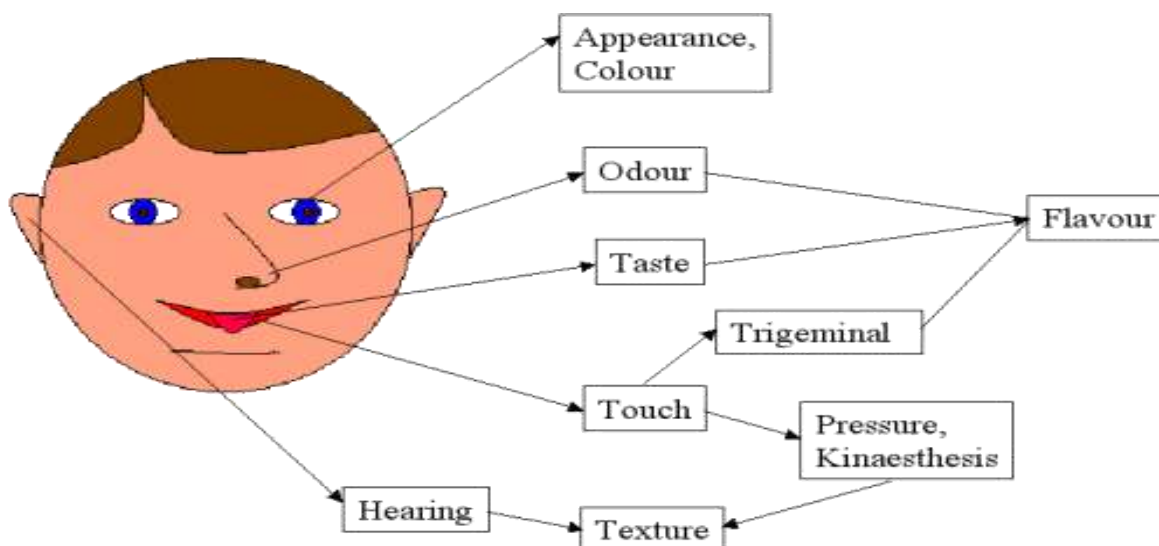 Appearance,
Colour
Odour
Flavour
Taste
Trigeminal
Touch
Pressure,
Kinaesthesis
Hearing
Texture